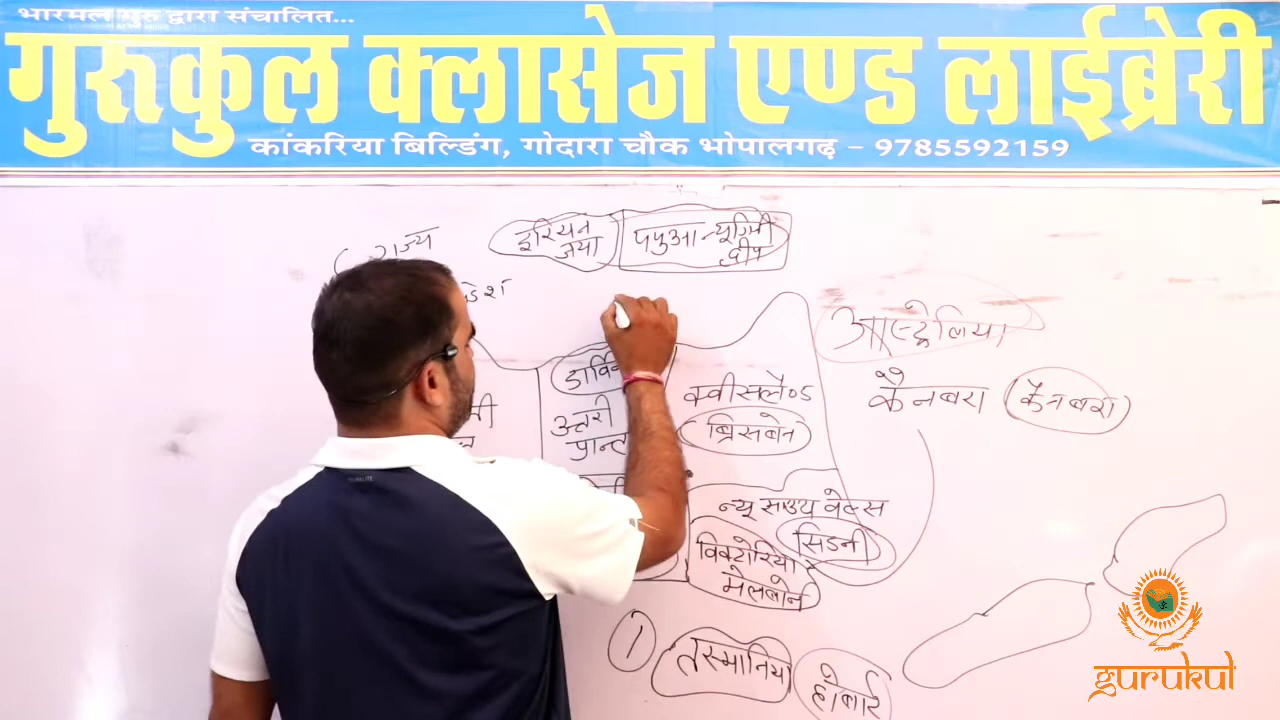 भारमल गुरु द्वारा संचालित...
गुरुकुल क्लासेज एण्ड लाईब्रेरी
कांकरिया बिल्डिंग, गोदारा चौक भोपालगढ़ – 9785592159
राज्य
इरियन जया
पपुआ न्यूगिनी द्वीप
आस्ट्रेलिया
कैनबरा
कैनबरा
उत्तरी
प्रान्त
क्वींसलैण्ड
ब्रिसबेन
न्यू साउथ वेल्स
सिडनी
विक्टोरिया
मेलबोर्न
1
तस्मानिया
होबार्ट
gurukul